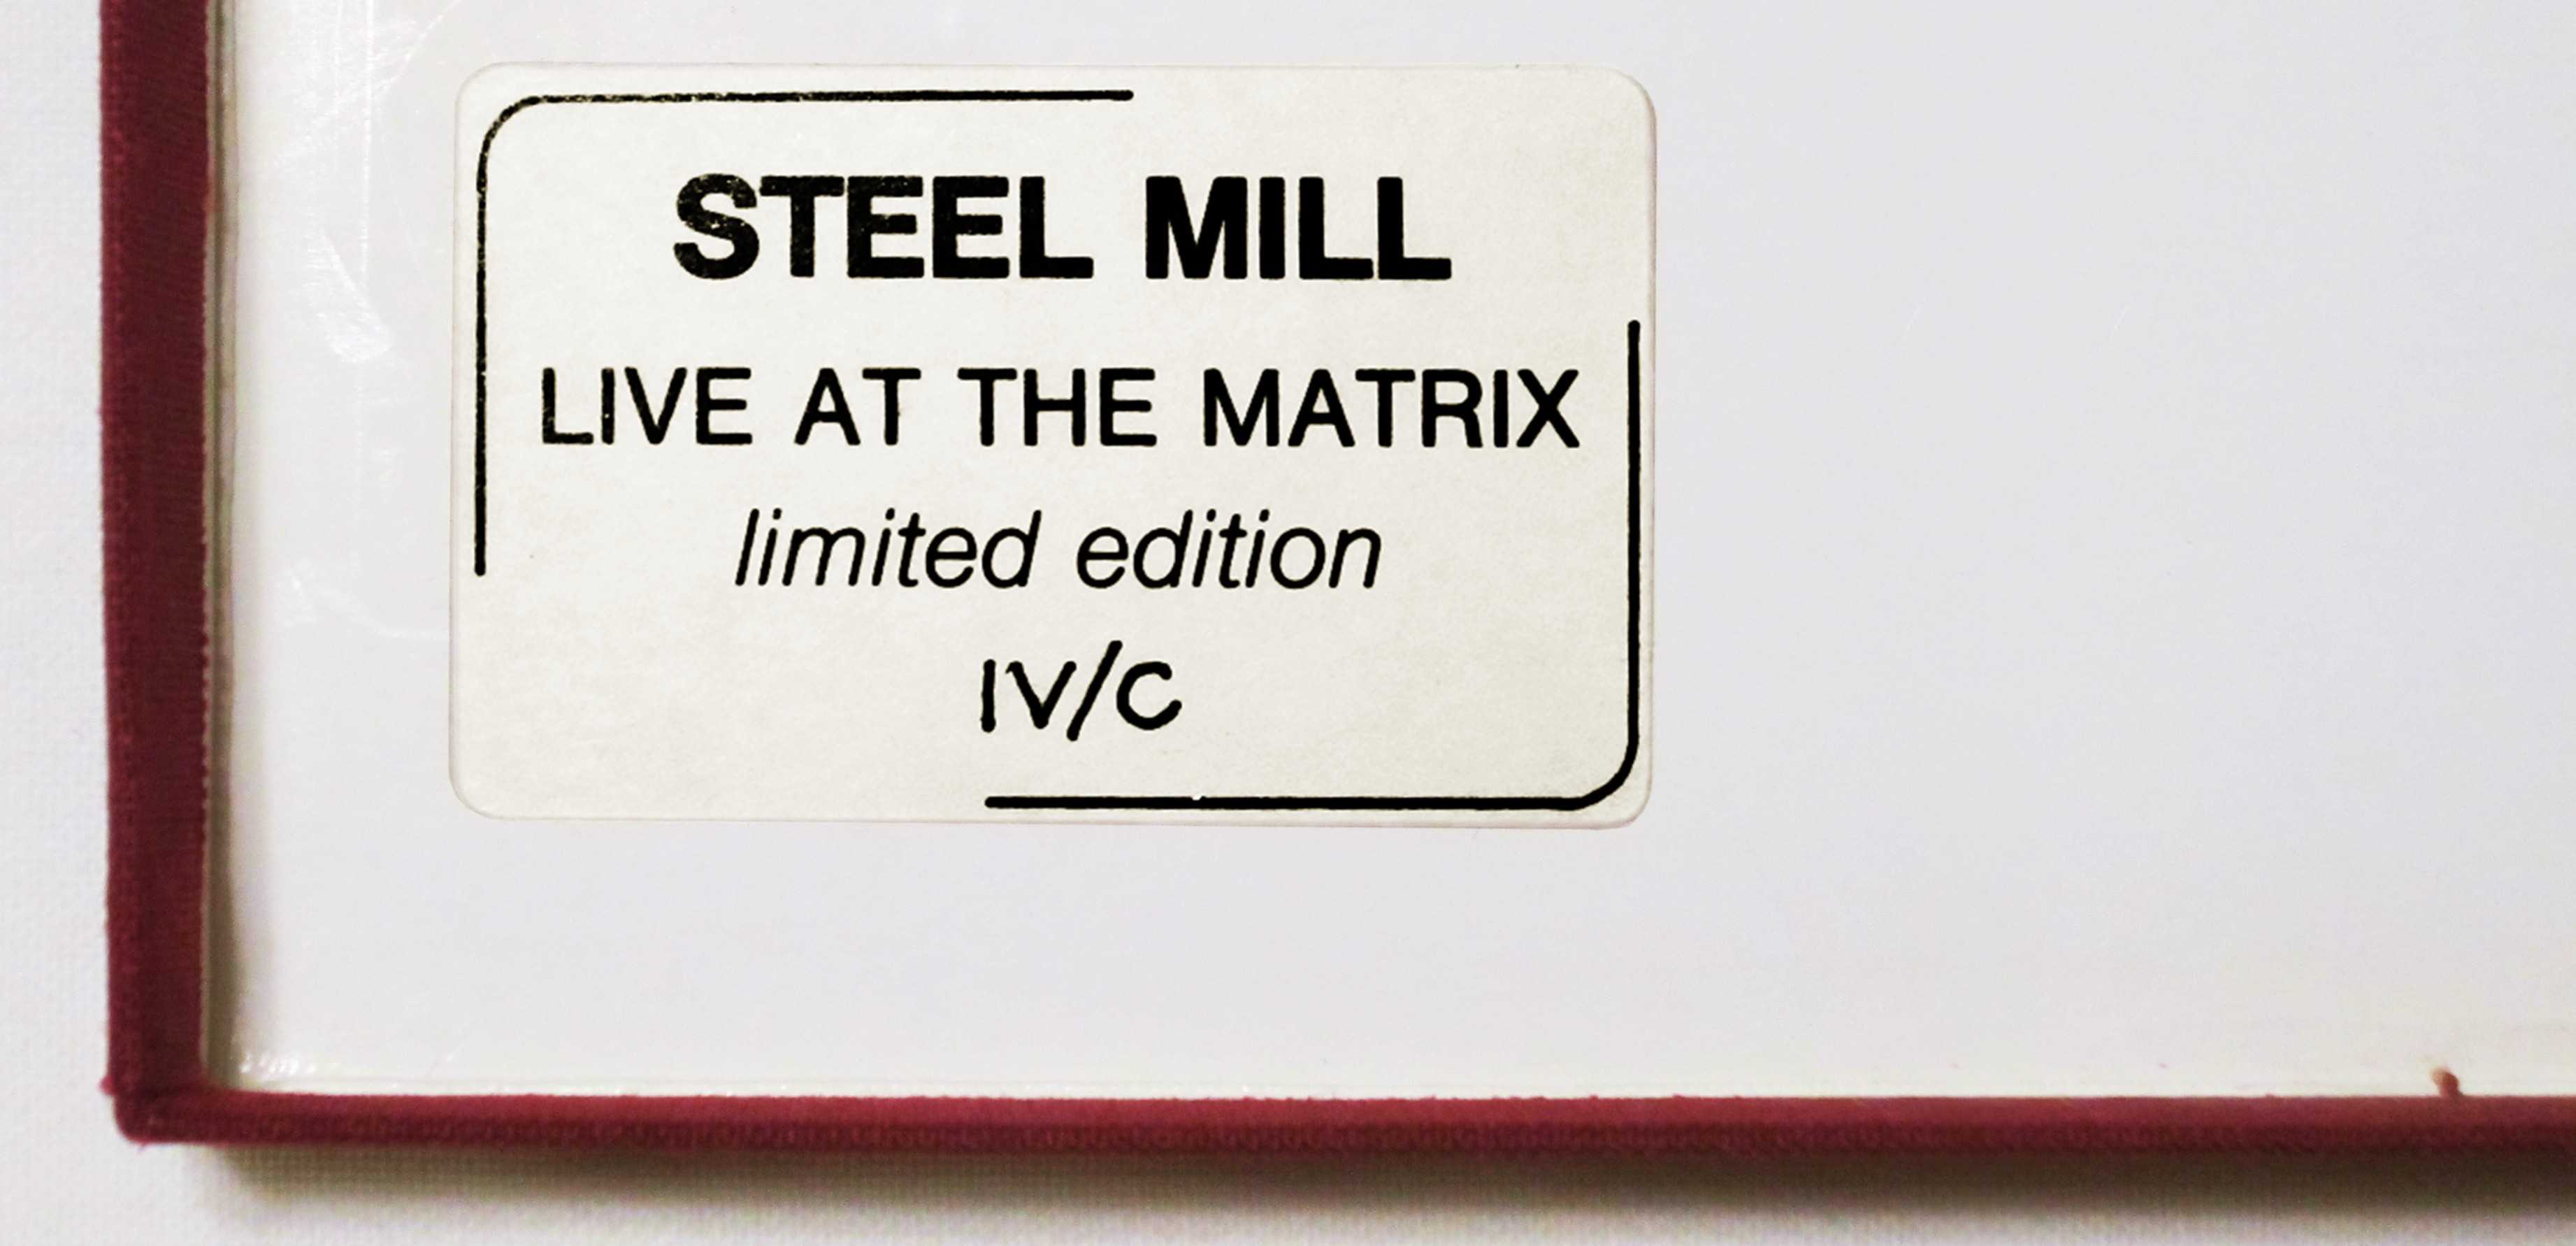 STEEL MILL
LIVE AT THE MATRIX
limited edition
IV/C